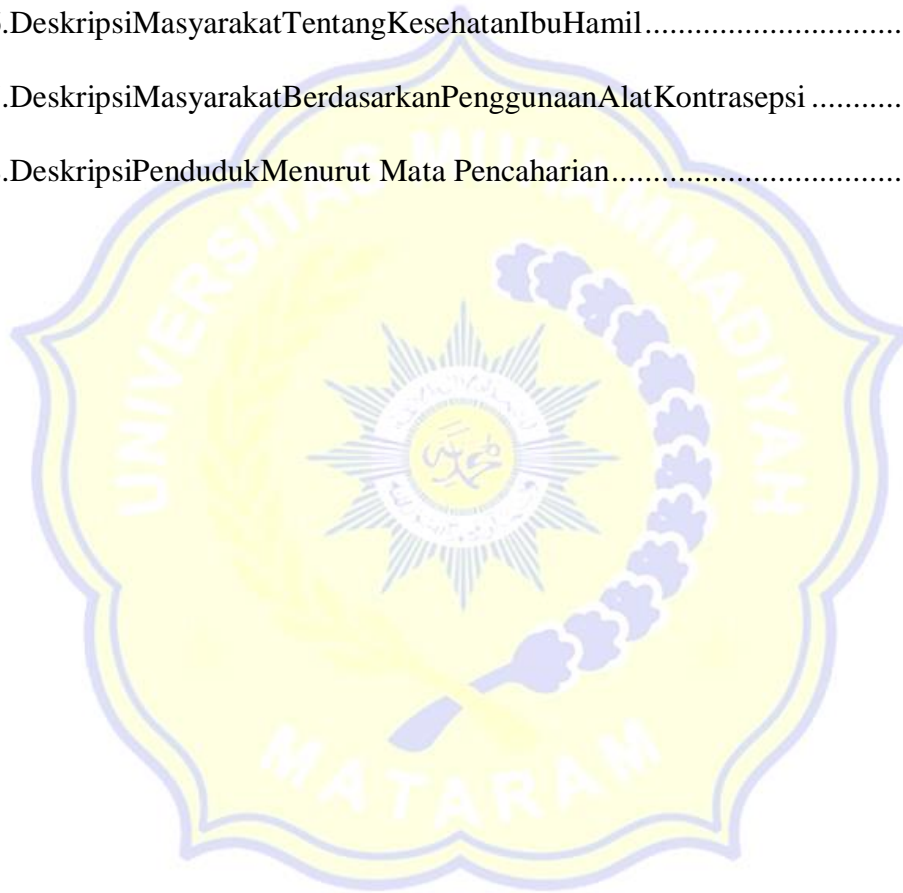 .DeskripsiMasyarakatTentangKesehatanIbuHamil................................
.DeskripsiMasyarakatBerdasarkanPenggunaanAlatKontrasepsi ...........
.DeskripsiPendudukMenurut Mata Pencaharian...................................
UNIVERSITAS MUHAMMADIYAH
MATARAM